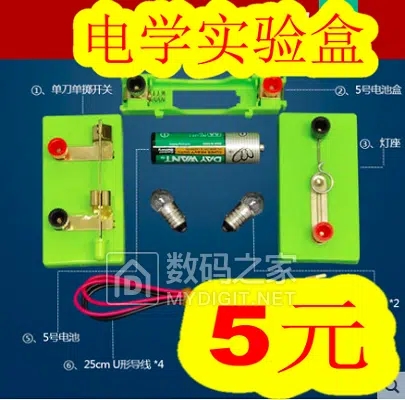 电学实验盒
①、单刀单掷开关
②、5号电池盒
③、灯座
DAY WANT
数码之家
MYDIGIT.NET
*2
⑤、5号电池
⑥、25cm U形导线 *4
5元